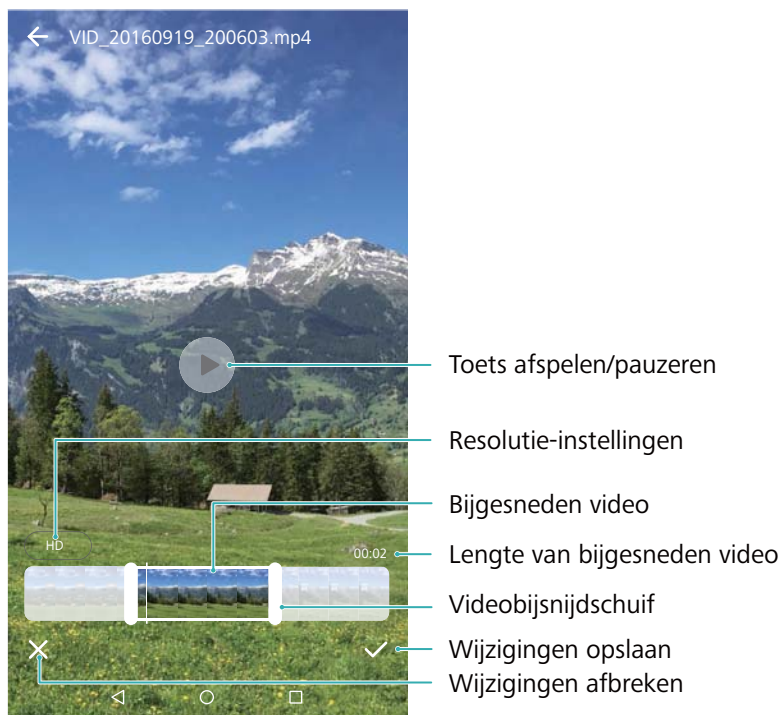 VID_20160919_200603.mp4
Toets afspelen/pauzeren
Resolutie-instellingen
Bijgesneden video
HD
00:02
Lengte van bijgesneden video
Videobijsnijdschuif
Wijzigingen opslaan
Wijzigingen afbreken